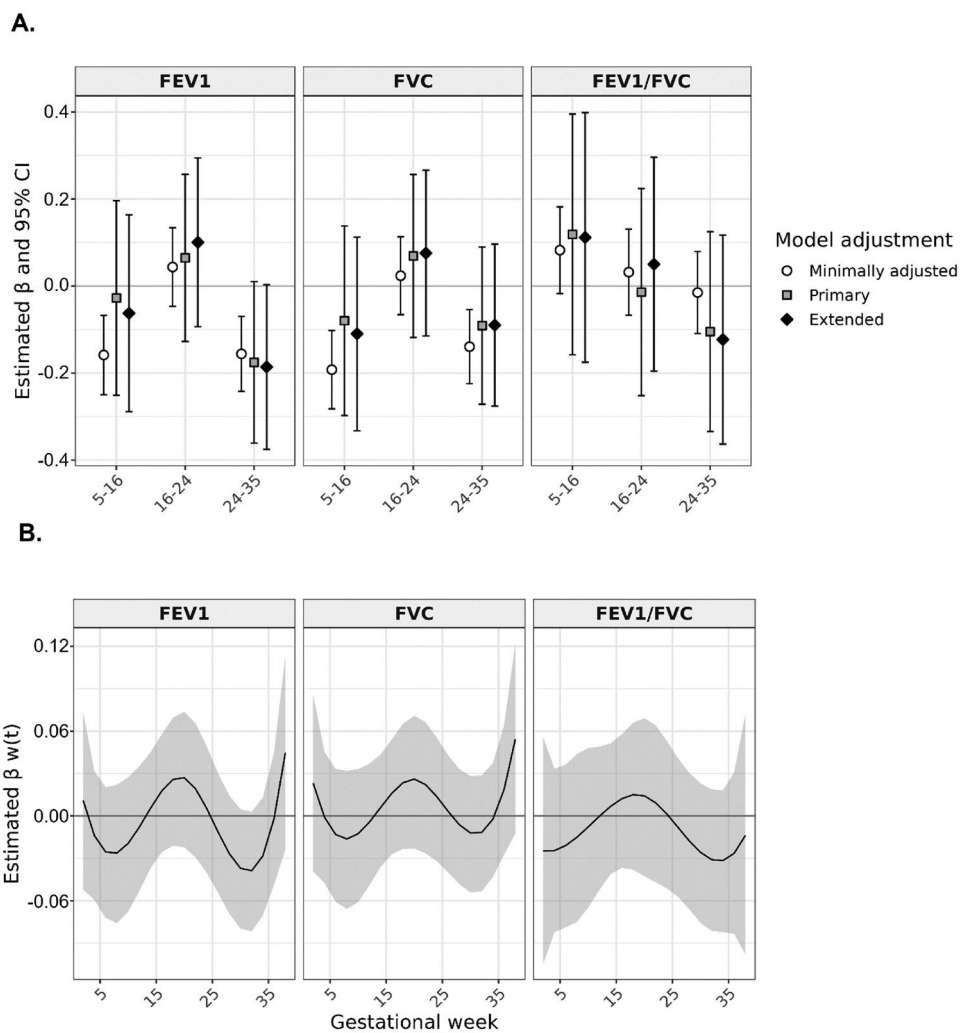 A.
FEV1 FVC FEV1/FVC
Estimated β and 95% CI
0.4
0.2
0.0
-0.2
-0.4
5-16 16-24 24-35 5-16 16-24 24-35 5-16 16-24 24-35
Model adjustment
Minimally adjusted
Primary
Extended
B.
FEV1 FVC FEV1/FVC
Estimated β w(t)
0.12
0.06
0.00
-0.06
5 15 25 35 5 15 25 35 5 15 25 35
Gestational week